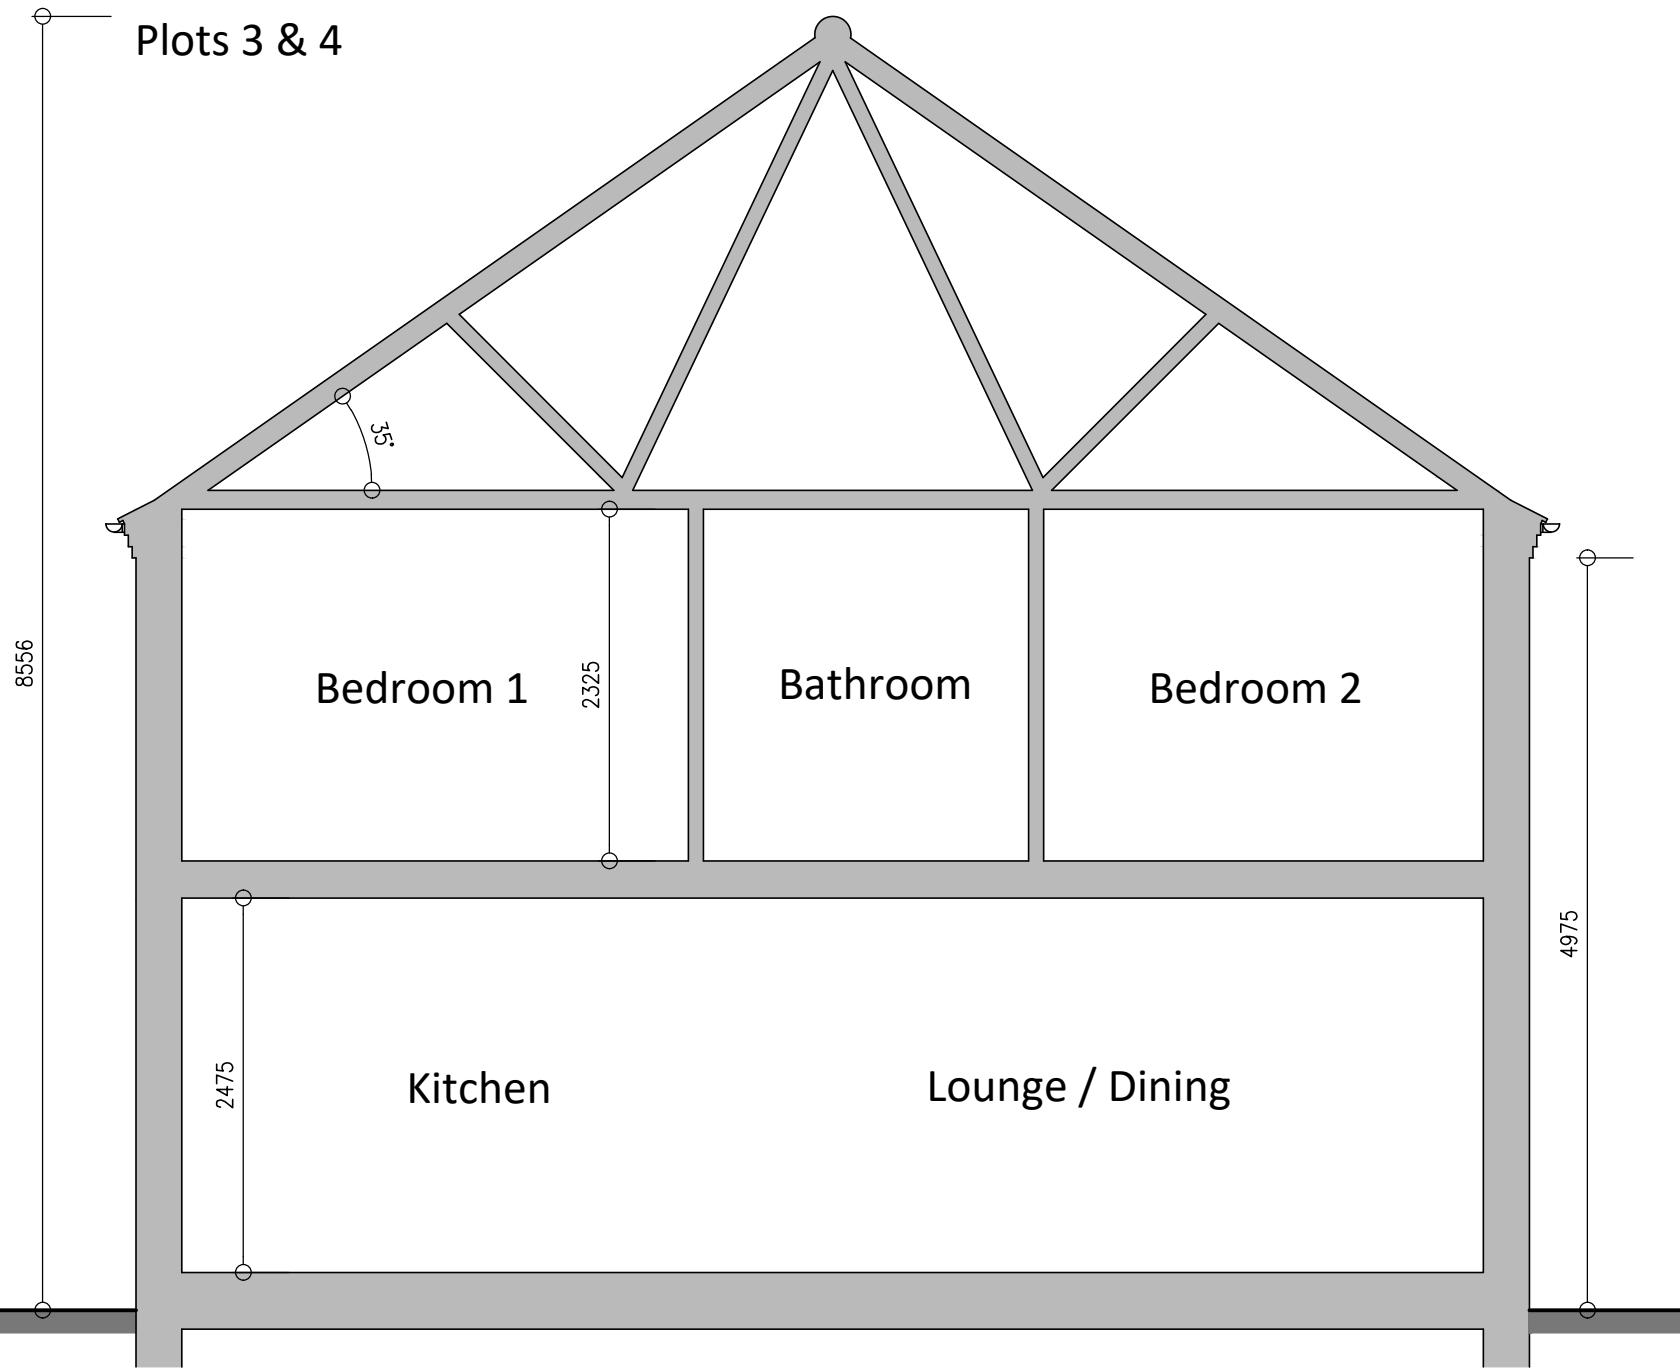 Plots 3 & 4
35°
8556
Bedroom 1
2325
Bathroom
Bedroom 2
4975
2475
Kitchen
Lounge / Dining